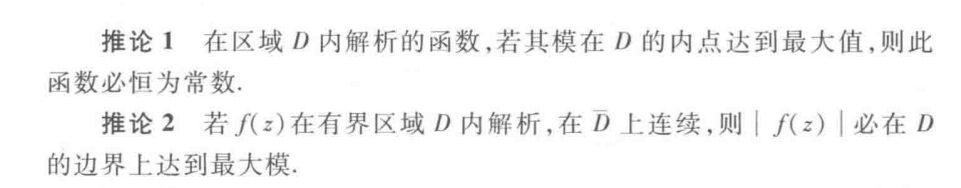 推论 1 在区域 D 内解析的函数,若其模在 D 的内点达到最大值,则此
函数必恒为常数.
推论 2 若 f(z)在有界区域 D 内解析,在 D̅ 上连续,则| f(z) |必在 D
的边界上达到最大模.